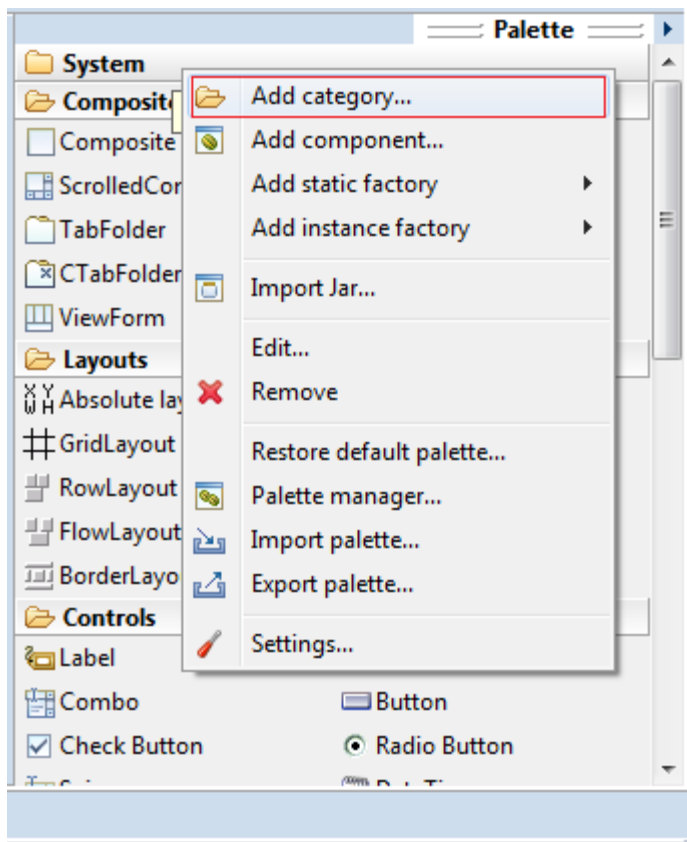 Palette
System
Composit
Composite
ScrolledCor
TabFolder
CTabFolder
ViewForm
Layouts
Absolute lay
GridLayout
RowLayout
FlowLayout
BorderLayo
Controls
Label
Combo
Button
Check Button
Radio Button
Add category...
Add component...
Add static factory
Add instance factory
Import Jar...
Edit...
Remove
Restore default palette...
Palette manager...
Import palette...
Export palette...
Settings...